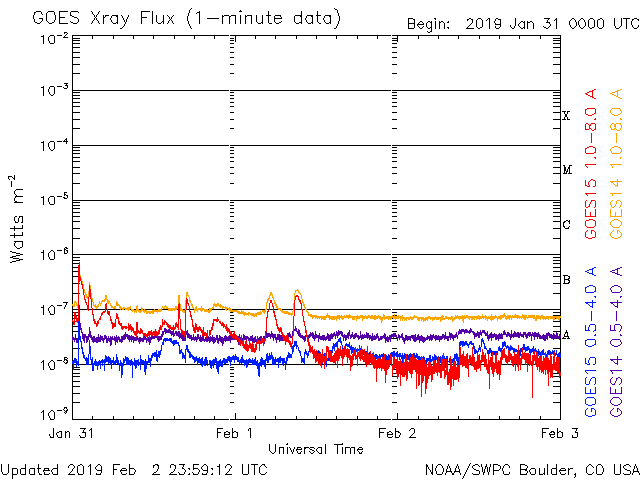 GOES Xray Flux (1-minute data)
Begin: 2019 Jan 31 0000 UTC
10⁻²
10⁻³
10⁻⁴
10⁻⁵
10⁻⁶
10⁻⁷
10⁻⁸
10⁻⁹
Watts m⁻²
X
M
C
B
A
GOES15 1.0-8.0 A
GOES14 1.0-8.0 A
GOES15 0.5-4.0 A
GOES14 0.5-4.0 A
Jan 31 Feb 1 Feb 2 Feb 3
Universal Time
Updated 2019 Feb 2 23:59:12 UTC
NOAA/SWPC Boulder, CO USA